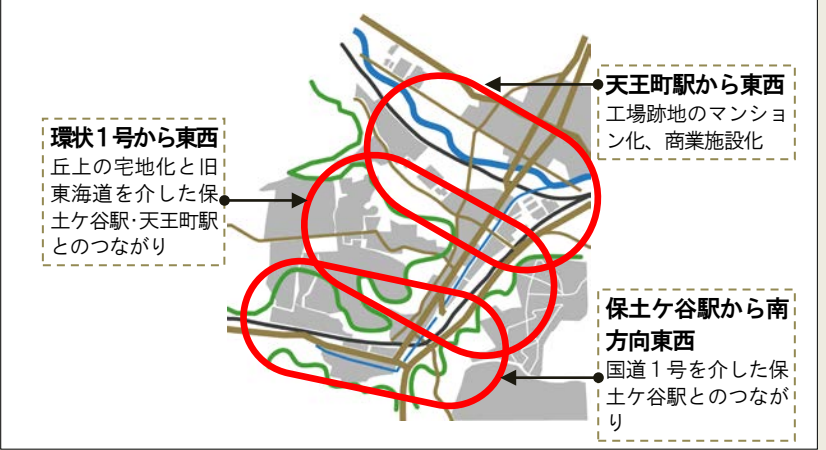 天王町駅から東西
工場跡地のマンショ
ン化、商業施設化
環状1号から東西
丘上の宅地化と旧
東海道を介した保
土ケ谷駅・天王町駅
とのつながり
保土ケ谷駅から南
方向東西
国道1号を介した保
土ケ谷駅とのつなが
り